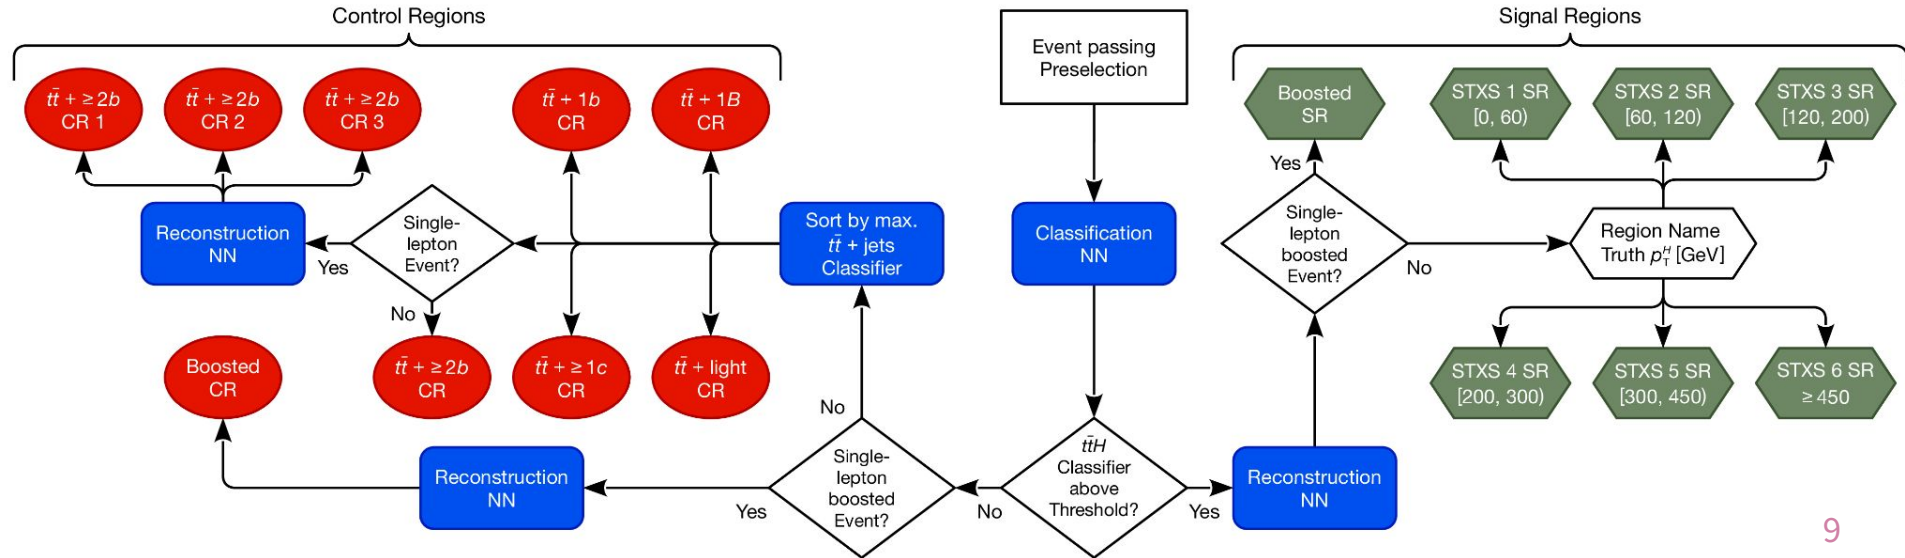 Control Regions
tt̄ + ≥ 2b
CR 1
tt̄ + ≥ 2b
CR 2
tt̄ + ≥ 2b
CR 3
tt̄ + 1b
CR
tt̄ + 1B
CR
Reconstruction
NN
Yes
Single-
lepton
Event?
No
Sort by max.
tt̄ + jets
Classifier
Boosted
CR
tt̄ + ≥ 2b
CR
tt̄ + ≥ 1c
CR
tt̄ + light
CR
No
Reconstruction
NN
Yes
Single-
lepton
boosted
Event?
Event passing
Preselection
Classification
NN
No
tt̄H
Classifier
above
Threshold?
Yes
Signal Regions
Boosted
SR
STXS 1 SR
[0, 60)
STXS 2 SR
[60, 120)
STXS 3 SR
[120, 200)
Yes
Single-
lepton
boosted
Event?
No
Region Name
Truth p_T^H [GeV]
STXS 4 SR
[200, 300)
STXS 5 SR
[300, 450)
STXS 6 SR
≥ 450
Reconstruction
NN
9